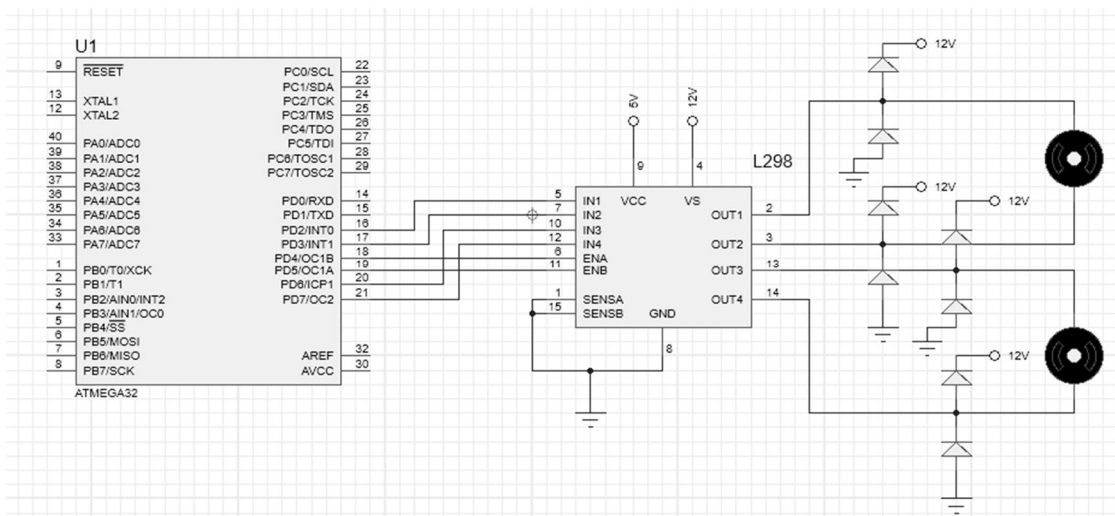 U1
9 RESET
13 XTAL1
12 XTAL2
40 PA0/ADC0
39 PA1/ADC1
38 PA2/ADC2
37 PA3/ADC3
36 PA4/ADC4
35 PA5/ADC5
34 PA6/ADC6
33 PA7/ADC7
1 PB0/T0/XCK
2 PB1/T1
3 PB2/AIN0/INT2
4 PB3/AIN1/OC0
5 PB4/SS
6 PB5/MOSI
7 PB6/MISO
8 PB7/SCK
PC0/SCL 22
PC1/SDA 23
PC2/TCK 24
PC3/TMS 25
PC4/TDO 26
PC5/TDI 27
PC6/TOSC1 28
PC7/TOSC2 29
PD0/RXD 14
PD1/TXD 15
PD2/INT0 16
PD3/INT1 17
PD4/OC1B 18
PD5/OC1A 19
PD6/ICP1 20
PD7/OC2 21
AREF 32
AVCC 30
ATMEGA32
5V
12V
9
4
L298
VCC
VS
5 IN1
7 IN2
10 IN3
12 IN4
6 ENA
11 ENB
1 SENSA
15 SENSB
GND
8
OUT1 2
OUT2 3
OUT3 13
OUT4 14
12V
12V
12V
12V